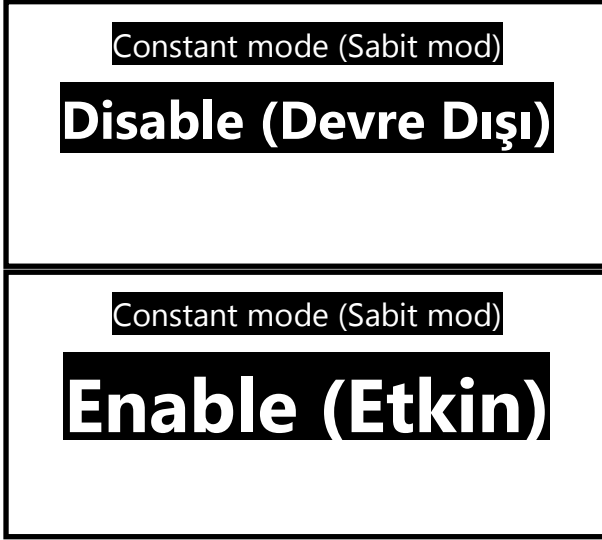 Constant mode (Sabit mod)
Disable (Devre Dışı)
Constant mode (Sabit mod)
Enable (Etkin)